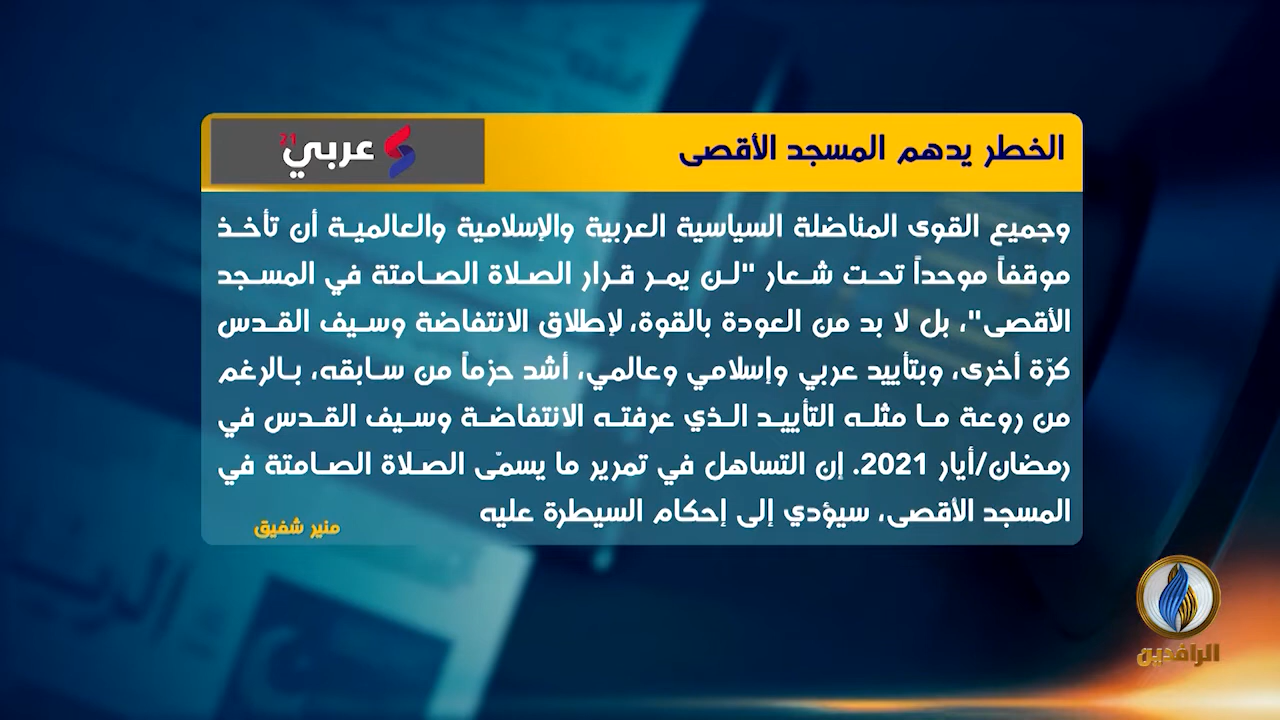 الخطر يدهم المسجد الأقصى
عربي 21
وجميع القوى المناضلة السياسية العربية والإسلامية والعالمية أن تأخذ
موقفاً موحداً تحت شعار "لن يمر قرار الصلاة الصامتة في المسجد
الأقصى"، بل لا بد من العودة بالقوة، لإطلاق الانتفاضة وسيف القدس
كرّة أخرى، وبتأييد عربي وإسلامي وعالمي، أشد حزماً من سابقه، بالرغم
من روعة ما مثله التأييد الذي عرفته الانتفاضة وسيف القدس في
رمضان/أيار 2021. إن التساهل في تمرير ما يسمّى الصلاة الصامتة في
المسجد الأقصى، سيؤدي إلى إحكام السيطرة عليه
منير شفيق
الرافدين